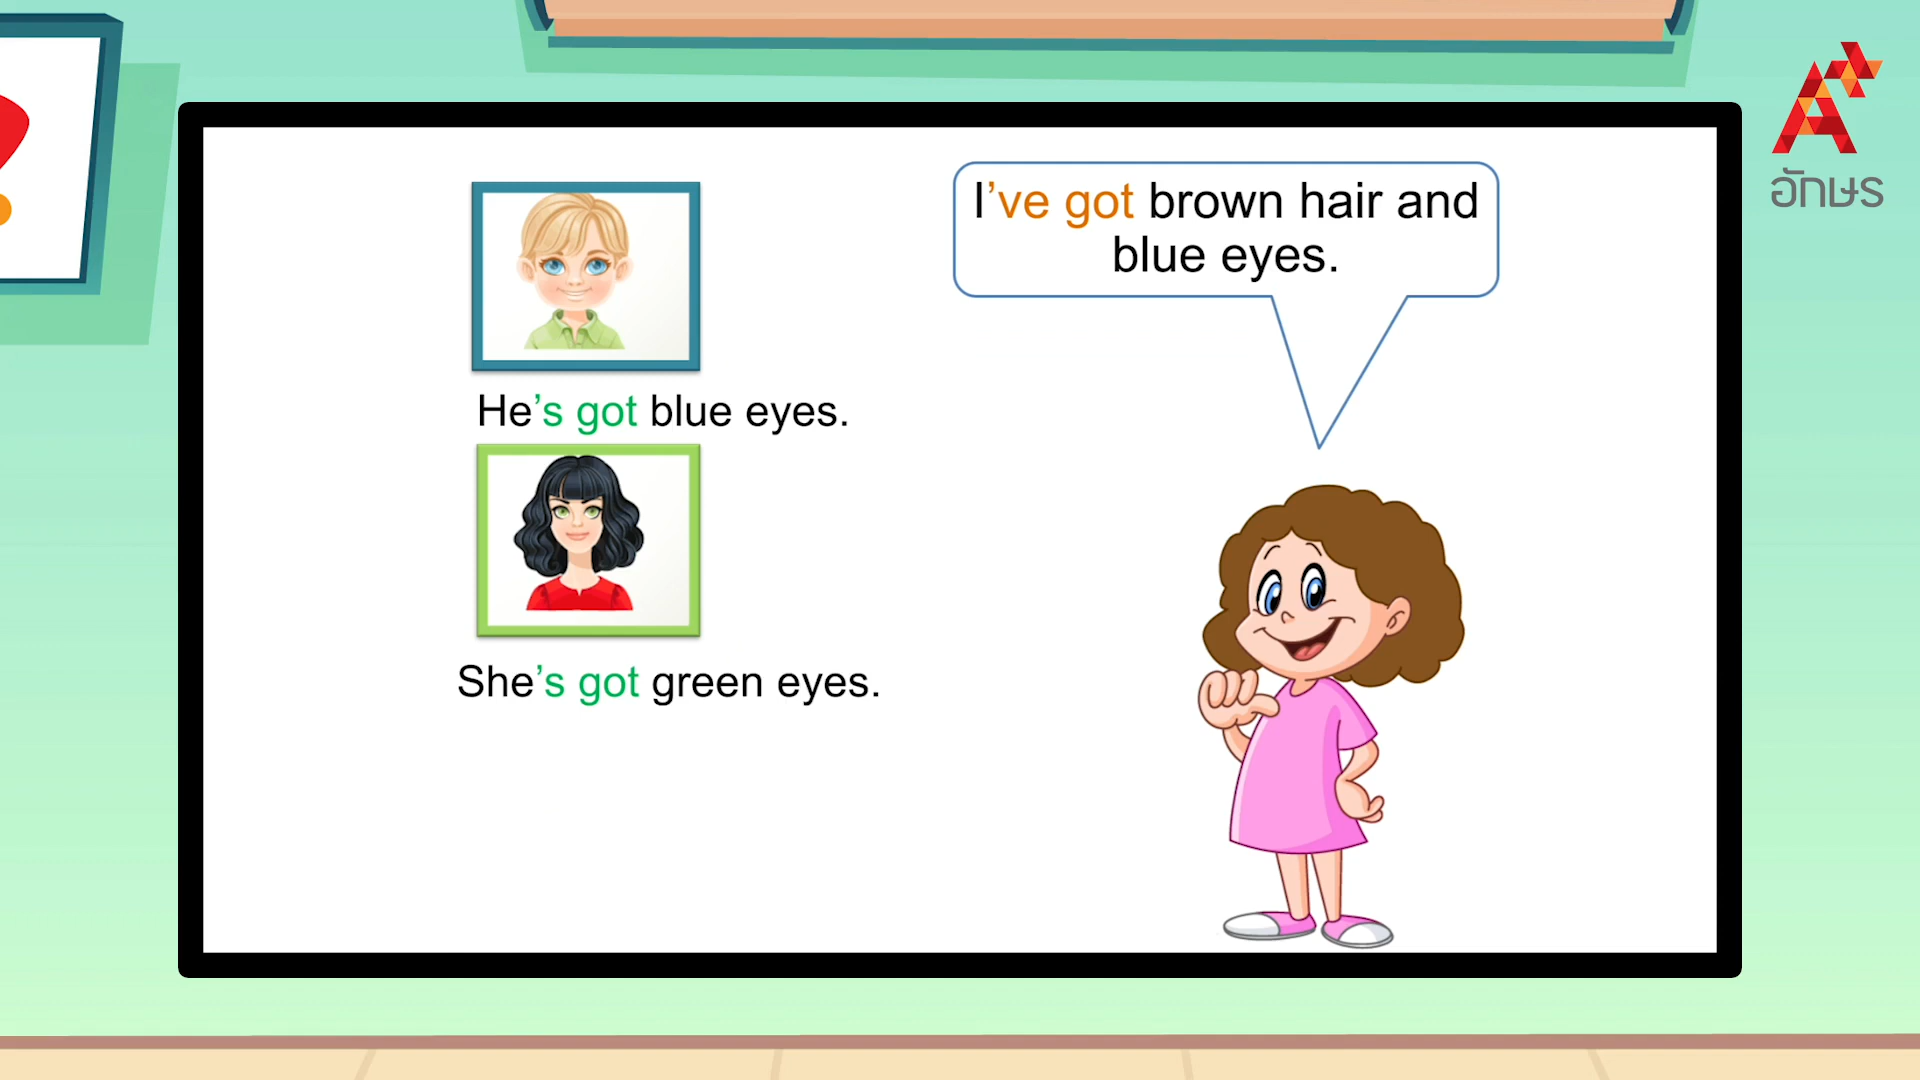 He's got blue eyes.
She's got green eyes.
I've got brown hair and
blue eyes.
อักษร